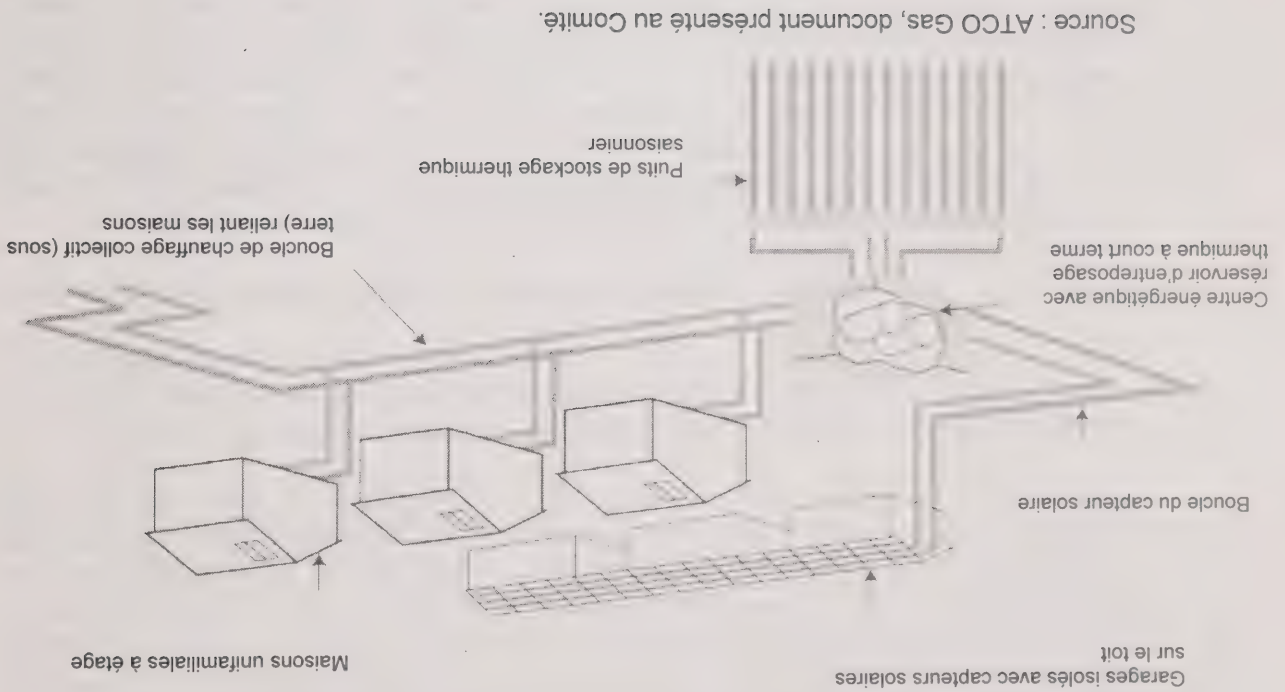 Garages isolés avec capteurs solaires
sur le toit
Maisons unifamiliales à étage
Boucle du capteur solaire
Centre énergétique avec
réservoir d'entreposage
thermique à court terme
Boucle de chauffage collectif (sous
terre) reliant les maisons
Puits de stockage thermique
saisonnier
Source : ATCO Gas, document présenté au Comité.